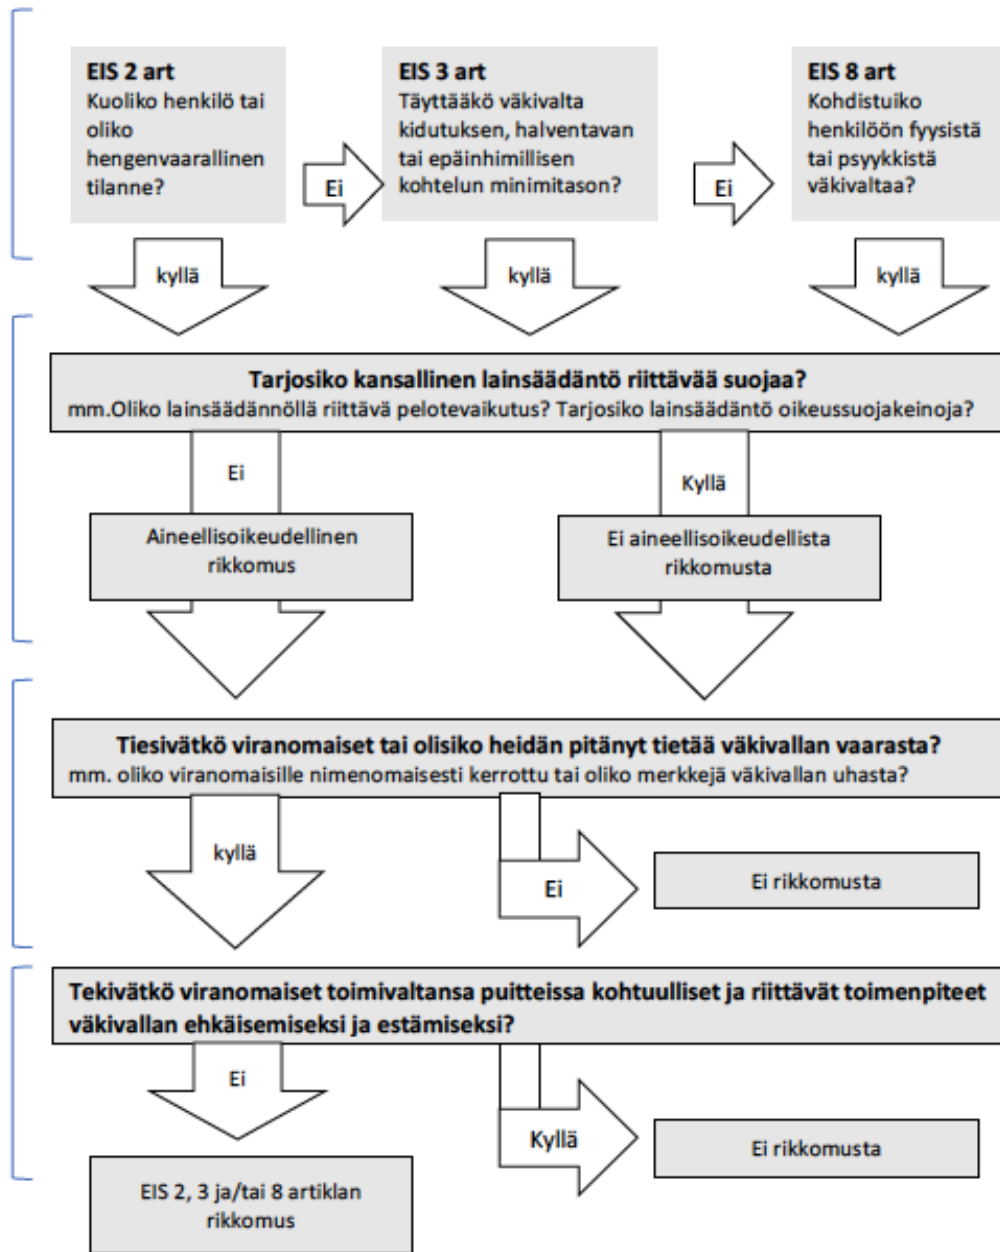 EIS 2 art
Kuoliko henkilö tai
oliko
hengenvaarallinen
tilanne?
Ei
EIS 3 art
Täyttääkö väkivalta
kidutuksen, halventavan
tai epäinhimillisen
kohtelun minimitason?
Ei
EIS 8 art
Kohdistuiko
henkilöön fyysistä
tai psyykkistä
väkivaltaa?
kyllä
kyllä
kyllä
Tarjosiko kansallinen lainsäädäntö riittävää suojaa?
mm.Oliko lainsäädännöllä riittävä pelotevaikutus? Tarjosiko lainsäädäntö oikeussuojakeinoja?
Ei
Kyllä
Aineellisoikeudellinen
rikkomus
Ei aineellisoikeudellista
rikkomusta
Tiesivätkö viranomaiset tai olisiko heidän pitänyt tietää väkivallan vaarasta?
mm. oliko viranomaisille nimenomaisesti kerrottu tai oliko merkkejä väkivallan uhasta?
kyllä
Ei
Ei rikkomusta
Tekivätkö viranomaiset toimivaltansa puitteissa kohtuulliset ja riittävät toimenpiteet
väkivallan ehkäisemiseksi ja estämiseksi?
Ei
Kyllä
Ei rikkomusta
EIS 2, 3 ja/tai 8 artiklan
rikkomus